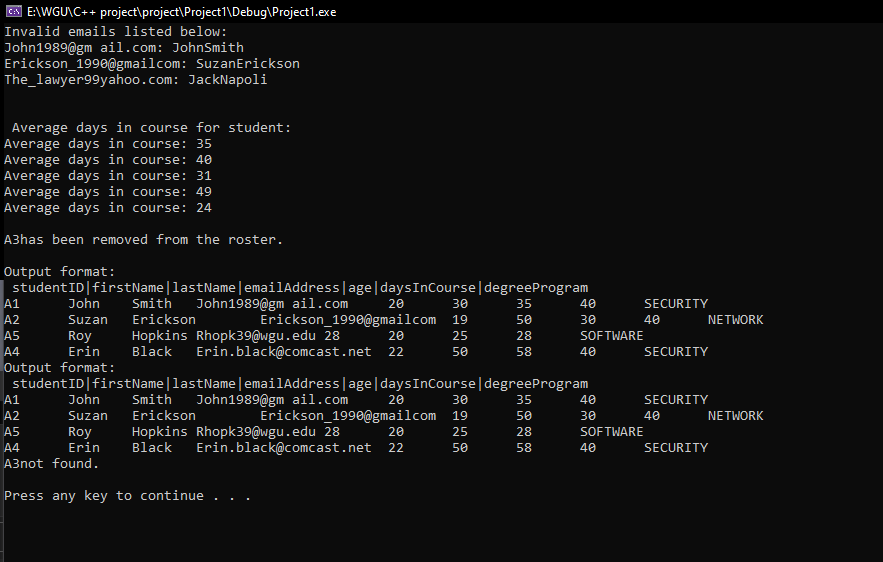 E:\WGU\C++ project\project\Project1\Debug\Project1.exe
Invalid emails listed below:
John1989@gm ail.com: JohnSmith
Erickson_1990@gmailcom: SuzanErickson
The_lawyer99yahoo.com: JackNapoli
Average days in course for student:
Average days in course: 35
Average days in course: 40
Average days in course: 31
Average days in course: 49
Average days in course: 24
A3has been removed from the roster.
Output format:
studentID|firstName|lastName|emailAddress|age|daysInCourse|degreeProgram
A1 John Smith John1989@gm ail.com 20 30 35 40 SECURITY
A2 Suzan Erickson Erickson_1990@gmailcom 19 50 30 40 NETWORK
A5 Roy Hopkins Rhopk39@wgu.edu 28 20 25 28 SOFTWARE
A4 Erin Black Erin.black@comcast.net 22 50 58 40 SECURITY
Output format:
studentID|firstName|lastName|emailAddress|age|daysInCourse|degreeProgram
A1 John Smith John1989@gm ail.com 20 30 35 40 SECURITY
A2 Suzan Erickson Erickson_1990@gmailcom 19 50 30 40 NETWORK
A5 Roy Hopkins Rhopk39@wgu.edu 28 20 25 28 SOFTWARE
A4 Erin Black Erin.black@comcast.net 22 50 58 40 SECURITY
A3not found.
Press any key to continue . . .